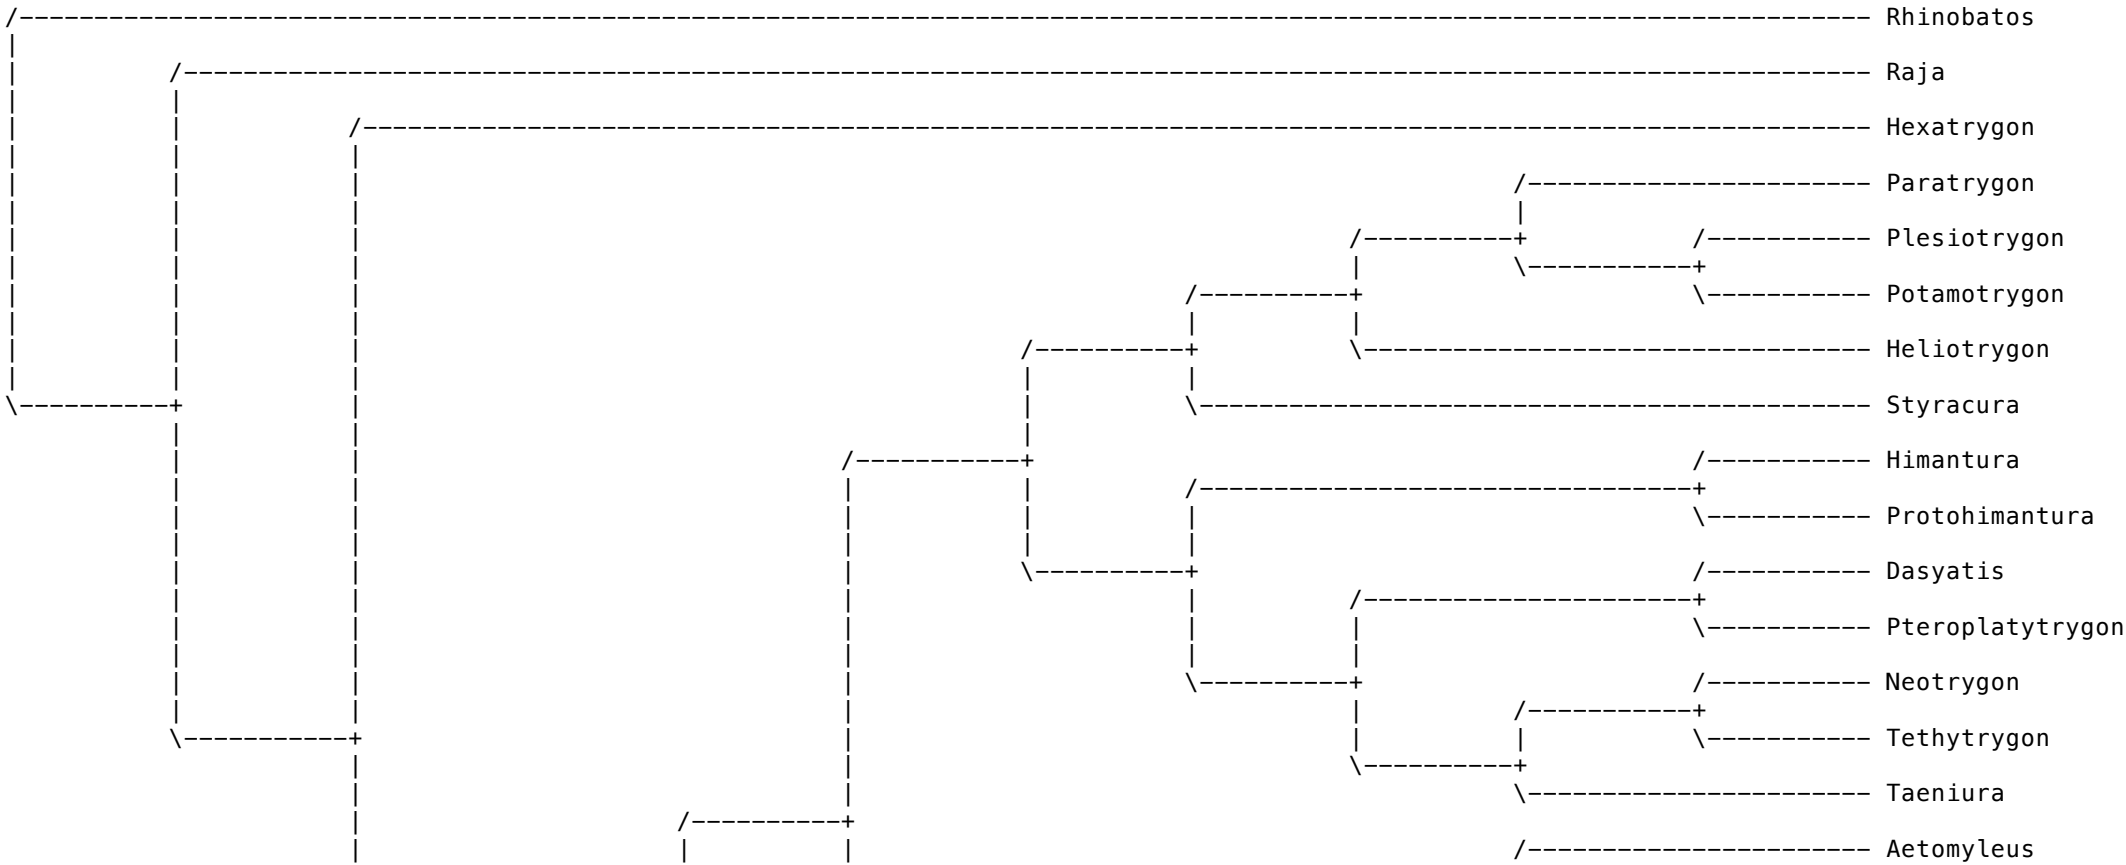 Rhinobatos
Raja
Hexatrygon
Paratrygon
Plesiotrygon
Potamotrygon
Heliotrygon
Styracura
Himantura
Protohimantura
Dasyatis
Pteroplatytrygon
Neotrygon
Tethytrygon
Taeniura
Aetomyleus